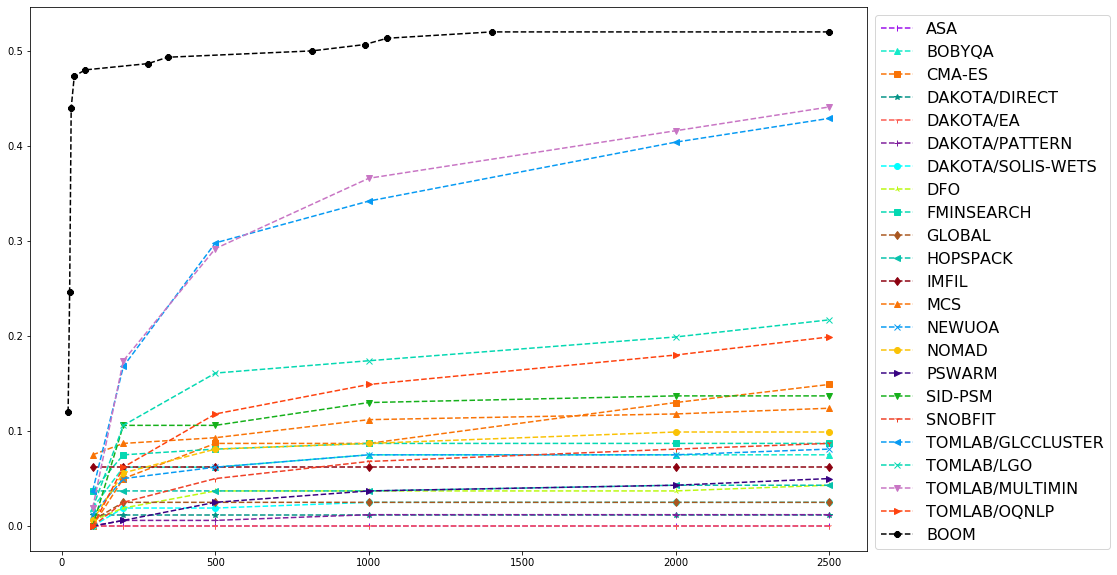 0.5
0.4
0.3
0.2
0.1
0.0
0
500
1000
1500
2000
2500
ASA
BOBYQA
CMA-ES
DAKOTA/DIRECT
DAKOTA/EA
DAKOTA/PATTERN
DAKOTA/SOLIS-WETS
DFO
FMINSEARCH
GLOBAL
HOPSPACK
IMFIL
MCS
NEWUOA
NOMAD
PSWARM
SID-PSM
SNOBFIT
TOMLAB/GLCCLUSTER
TOMLAB/LGO
TOMLAB/MULTIMIN
TOMLAB/OQNLP
BOOM